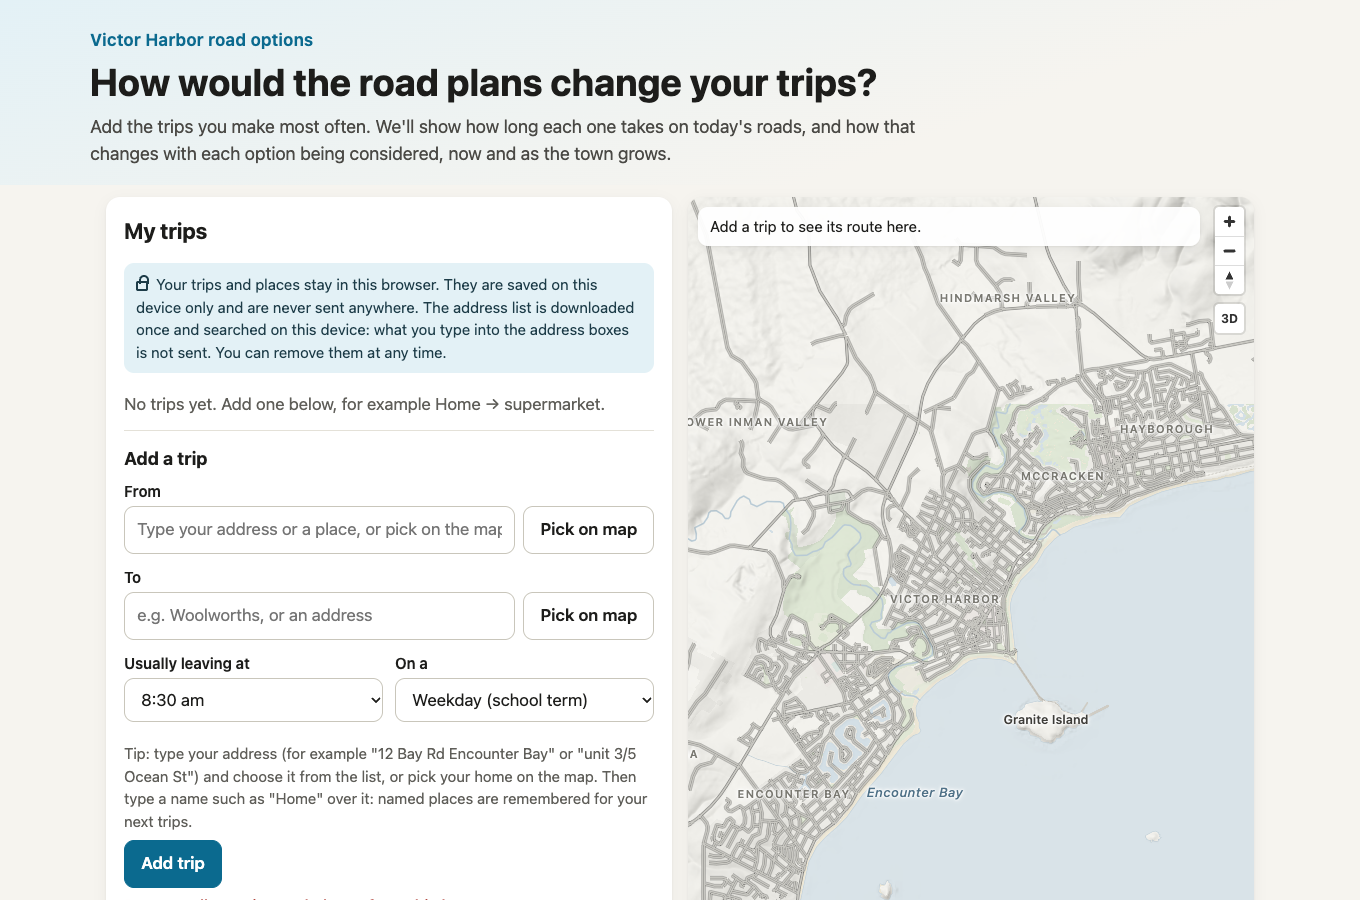 Victor Harbor road options
How would the road plans change your trips?
Add the trips you make most often. We'll show how long each one takes on today's roads, and how that
changes with each option being considered, now and as the town grows.
My trips
Your trips and places stay in this browser. They are saved on this
device only and are never sent anywhere. The address list is downloaded
once and searched on this device: what you type into the address boxes
is not sent. You can remove them at any time.
No trips yet. Add one below, for example Home → supermarket.
Add a trip
From
Type your address or a place, or pick on the map
Pick on map
To
e.g. Woolworths, or an address
Pick on map
Usually leaving at
On a
8:30 am
Weekday (school term)
Tip: type your address (for example "12 Bay Rd Encounter Bay" or "unit 3/5
Ocean St") and choose it from the list, or pick your home on the map. Then
type a name such as "Home" over it: named places are remembered for your
next trips.
Add trip
Add a trip to see its route here.
3D
HINDMARSH VALLEY
OWER INMAN VALLEY
HAYBOROUGH
MCCRACKEN
VICTOR HARBOR
Granite Island
A
ENCOUNTER BAY
Encounter Bay